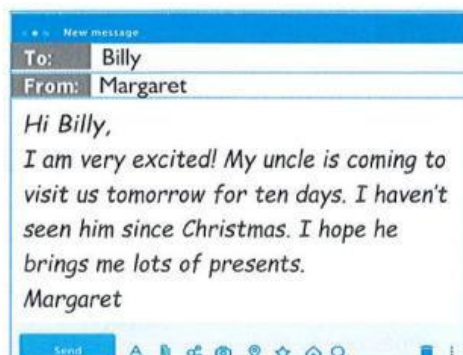 New message
To: Billy
From: Margaret
Hi Billy,
I am very excited! My uncle is coming to
visit us tomorrow for ten days. I haven't
seen him since Christmas. I hope he
brings me lots of presents.
Margaret
Send